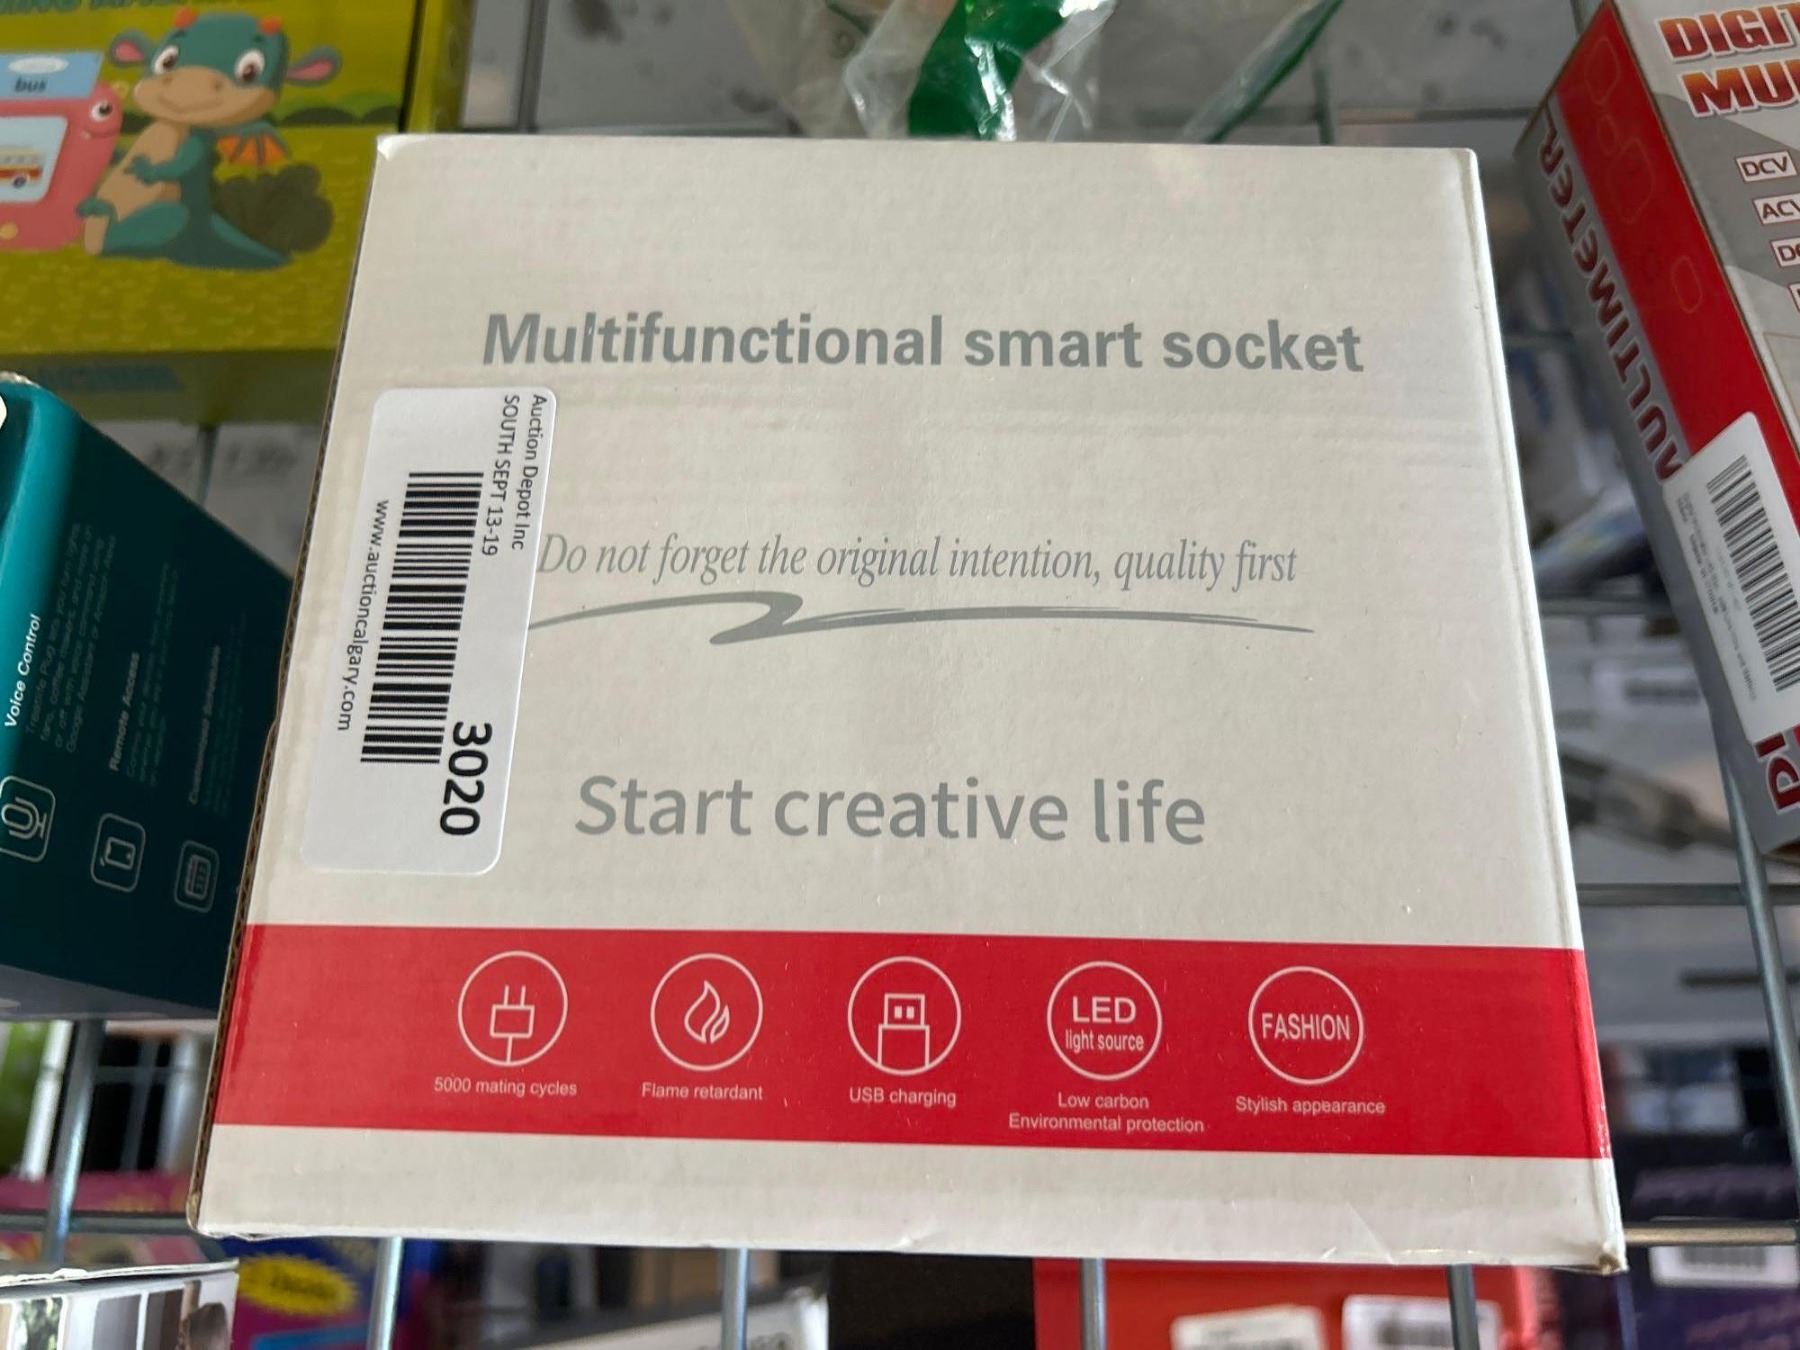 bus
DIGIT
MU
DCV
ACV
MULTIMETER
Multifunctional smart socket
Auction Depot Inc
SOUTH SEPT 13-19
3020
www.auctioncalgary.com
Do not forget the original intention, quality first
Start creative life
LED
light source
FASHION
5000 mating cycles
Flame retardant
USB charging
Low carbon
Environmental protection
Stylish appearance
Voice Control
Remote Access